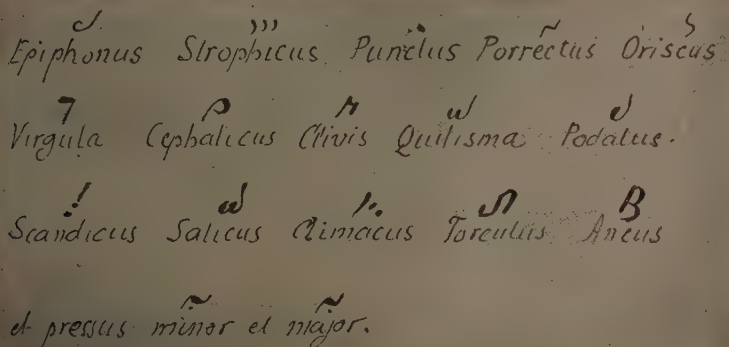 Epiphonus Strophicus Punctus Porrectus Oriscus
Virgula Cephalicus Clivis Quilisma Podatus.
Scandicus Salicus Climacus Torculus Ancus
et pressus minor et major.